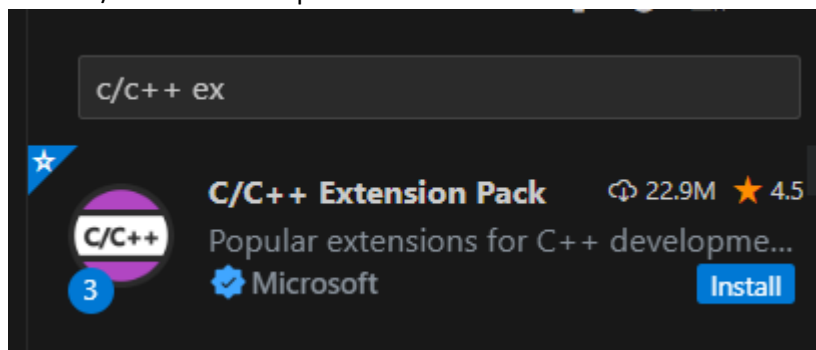 c/c++ ex
C/C++ Extension Pack 22.9M 4.5
C/C++
Popular extensions for C++ developme...
3
Microsoft
Install